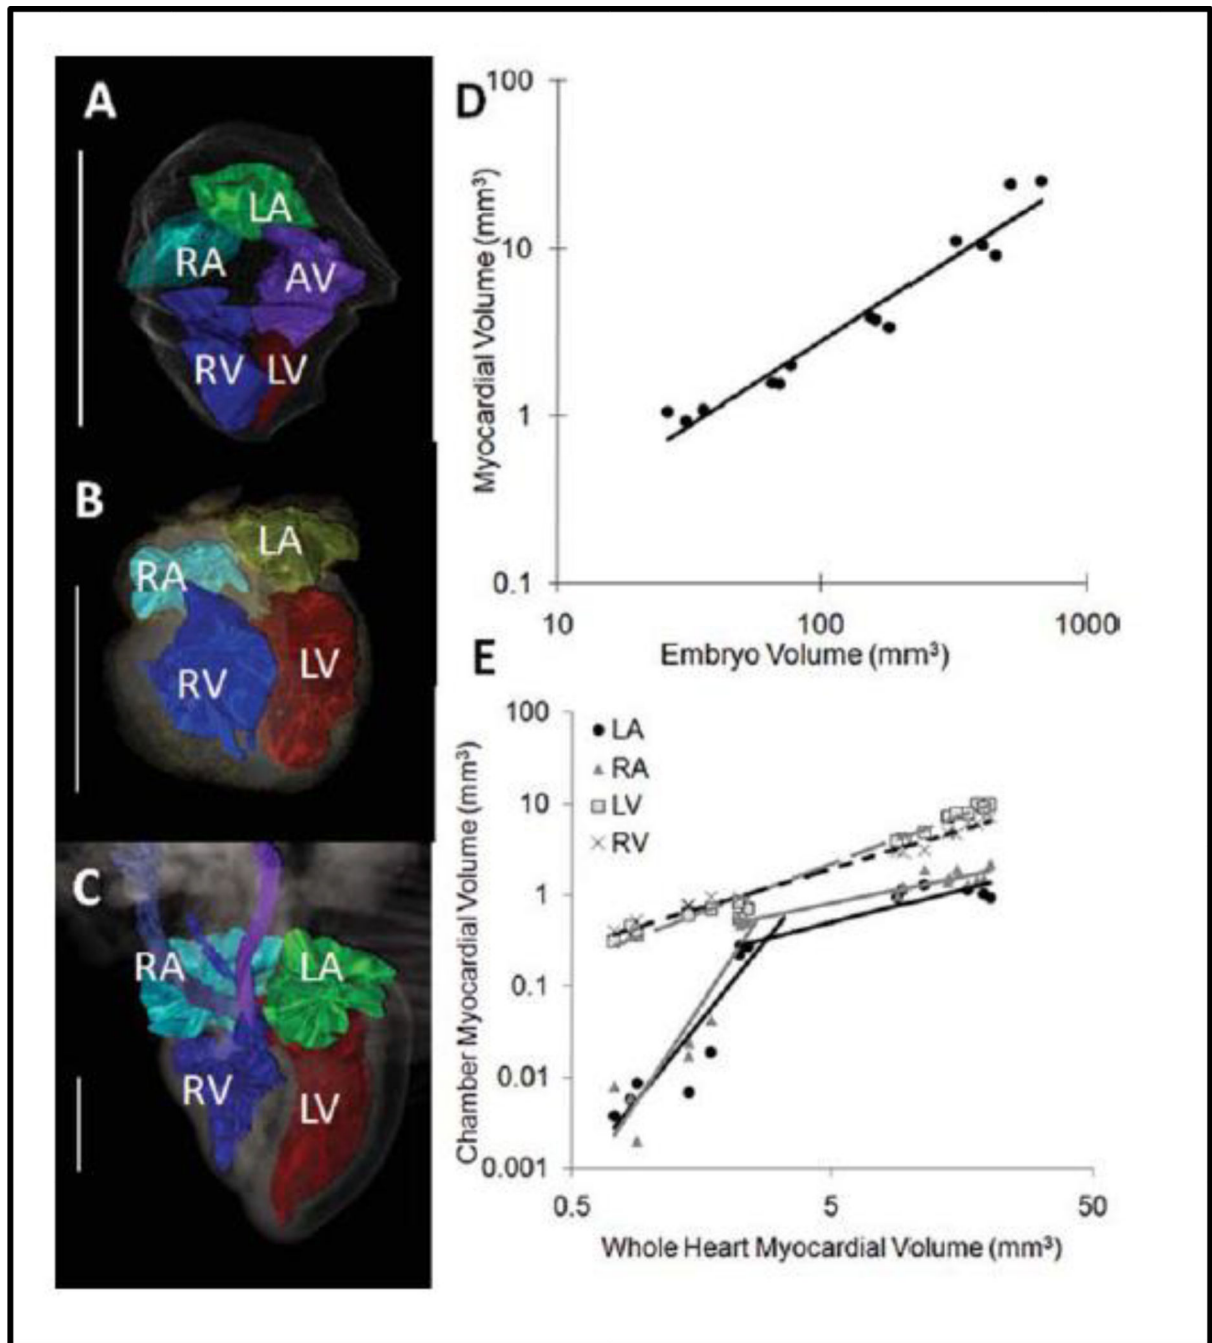 A
LA
RA
AV
RV
LV
B
LA
RA
RV
LV
C
RA
LA
RV
LV
D
100
10
1
0.1
Myocardial Volume (mm³)
10
100
1000
Embryo Volume (mm³)
E
100
10
1
0.1
0.01
0.001
Chamber Myocardial Volume (mm³)
LA
RA
LV
RV
0.5
5
50
Whole Heart Myocardial Volume (mm³)